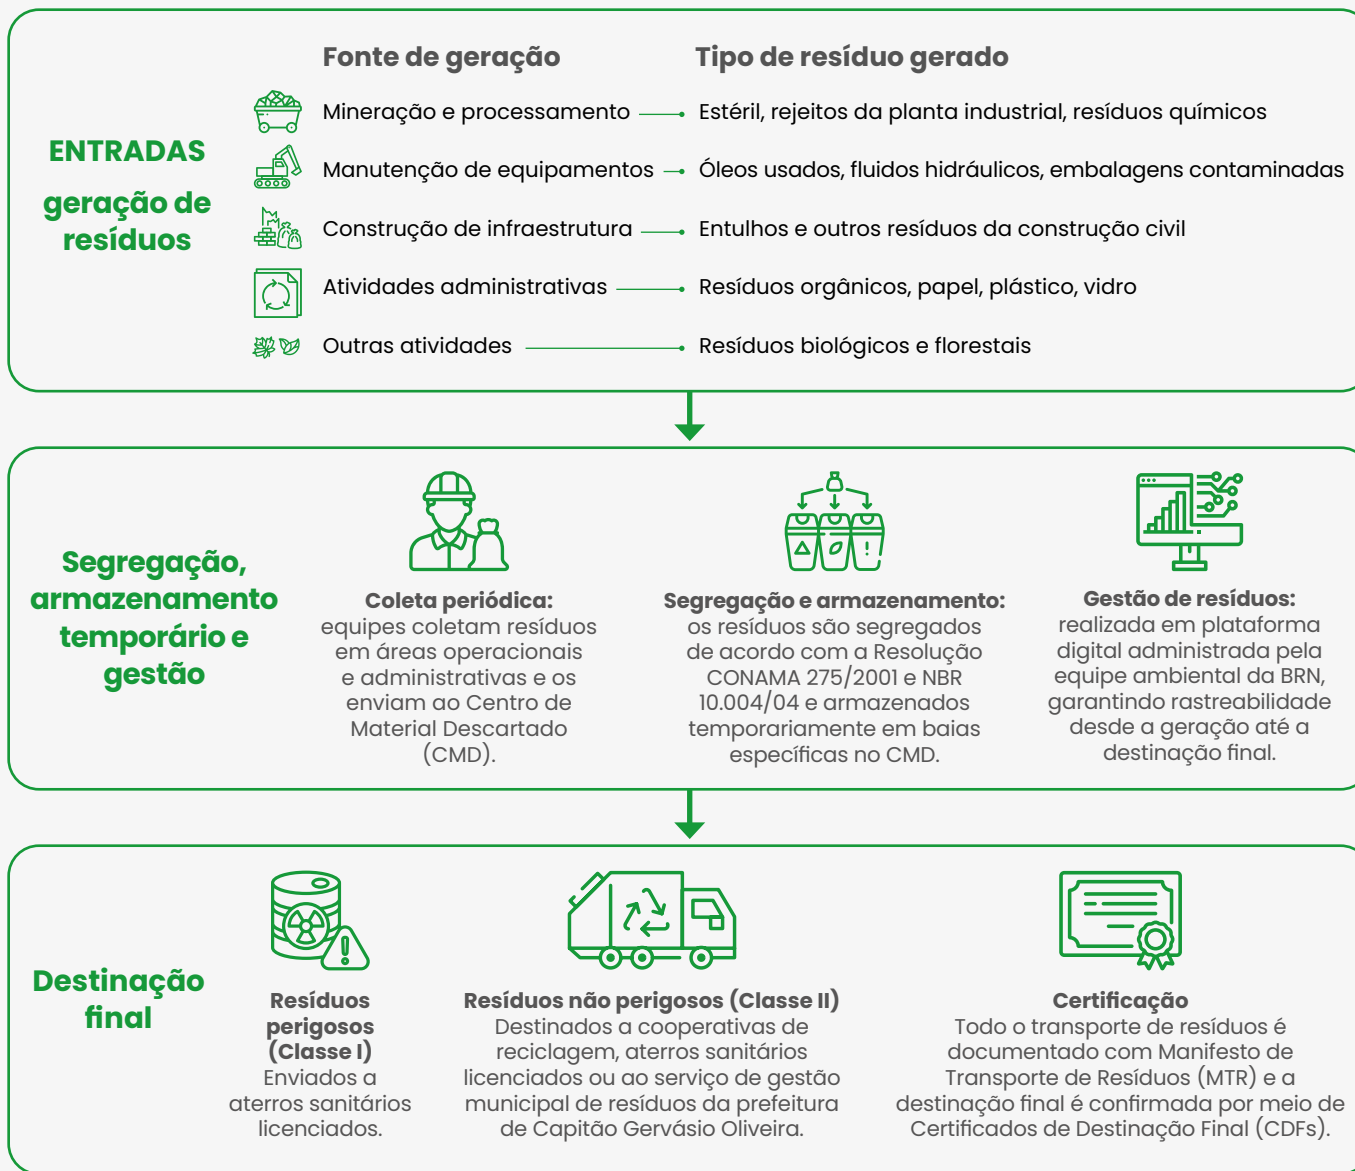 Fonte de geração
Tipo de resíduo gerado
ENTRADAS
geração de
resíduos
Mineração e processamento
Estéril, rejeitos da planta industrial, resíduos químicos
Manutenção de equipamentos
Óleos usados, fluidos hidráulicos, embalagens contaminadas
Construção de infraestrutura
Entulhos e outros resíduos da construção civil
Atividades administrativas
Resíduos orgânicos, papel, plástico, vidro
Outras atividades
Resíduos biológicos e florestais
Segregação,
armazenamento
temporário e
gestão
Coleta periódica:
equipes coletam resíduos
em áreas operacionais
e administrativas e os
enviam ao Centro de
Material Descartado
(CMD).
Segregação e armazenamento:
os resíduos são segregados
de acordo com a Resolução
CONAMA 275/2001 e NBR
10.004/04 e armazenados
temporariamente em baias
específicas no CMD.
Gestão de resíduos:
realizada em plataforma
digital administrada pela
equipe ambiental da BRN,
garantindo rastreabilidade
desde a geração até a
destinação final.
Destinação
final
Resíduos
perigosos
(Classe I)
Enviados a
aterros sanitários
licenciados.
Resíduos não perigosos (Classe II)
Destinados a cooperativas de
reciclagem, aterros sanitários
licenciados ou ao serviço de gestão
municipal de resíduos da prefeitura
de Capitão Gervásio Oliveira.
Certificação
Todo o transporte de resíduos é
documentado com Manifesto de
Transporte de Resíduos (MTR) e a
destinação final é confirmada por meio de
Certificados de Destinação Final (CDFs).